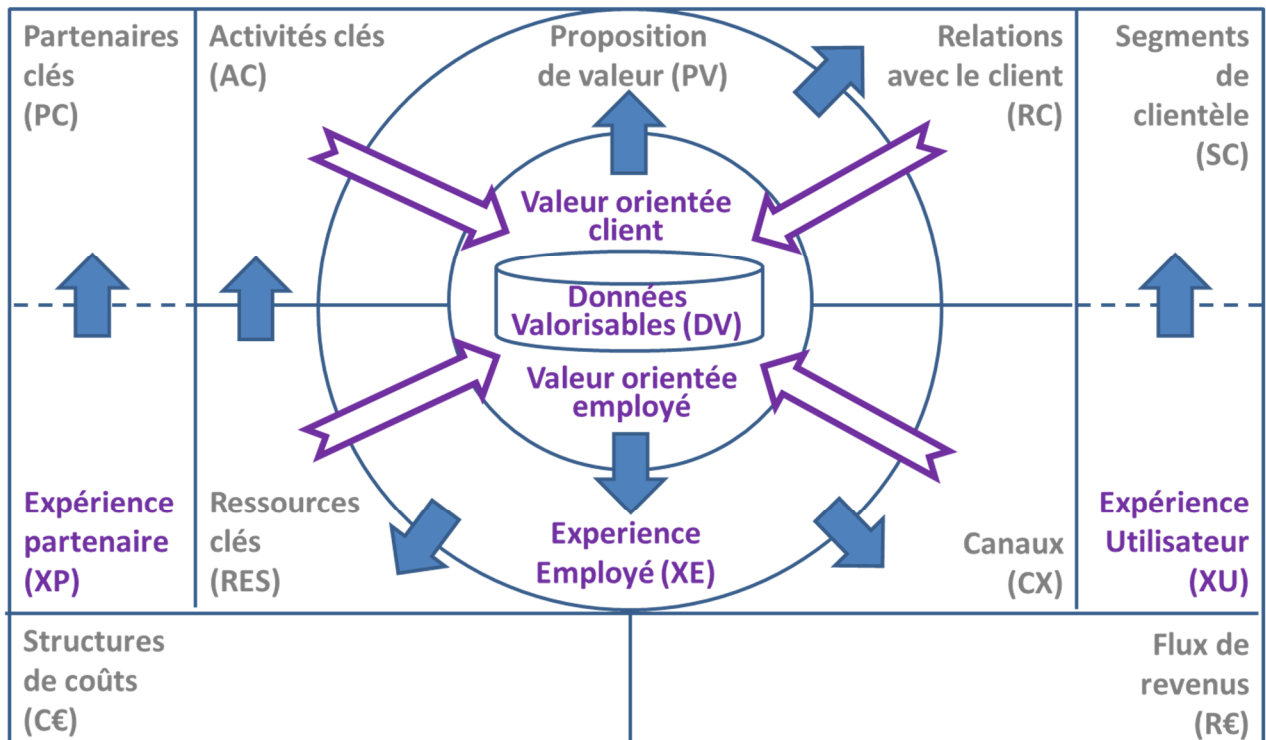 Partenaires
clés
(PC)
Activités clés
(AC)
Proposition
de valeur (PV)
Relations
avec le client
(RC)
Segments
de
clientèle
(SC)
Valeur orientée
client
Données
Valorisables (DV)
Valeur orientée
employé
Expérience
partenaire
(XP)
Ressources
clés
(RES)
Experience
Employé (XE)
Canaux
(CX)
Expérience
Utilisateur
(XU)
Structures
de coûts
(C€)
Flux de
revenus
(R€)